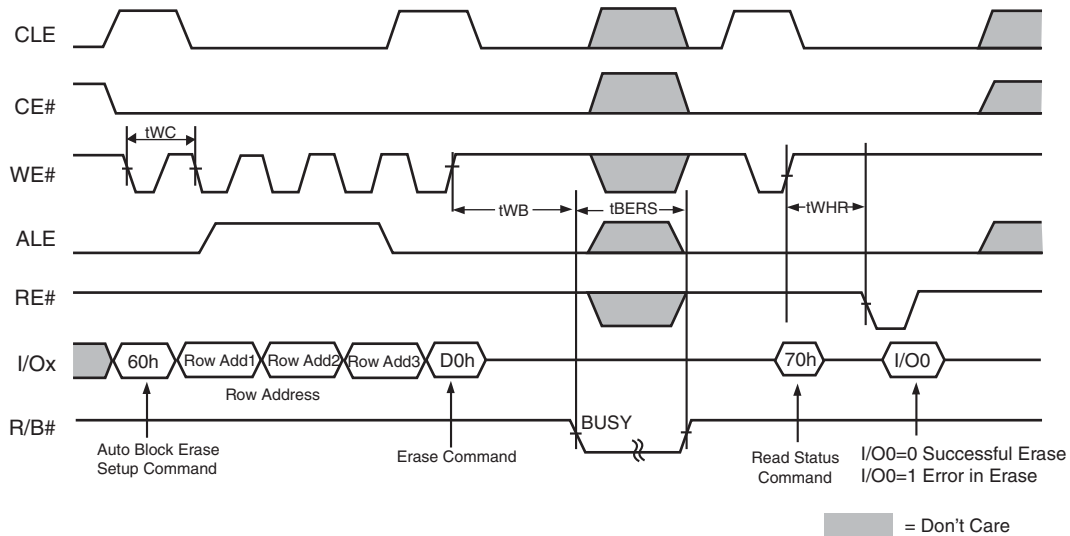 CLE
CE#
tWC
WE#
tWB
tBERS
tWHR
ALE
RE#
I/Ox
60h
Row Add1
Row Add2
Row Add3
D0h
70h
I/O0
Row Address
R/B#
BUSY
Auto Block Erase
Setup Command
Erase Command
Read Status
Command
I/O0=0 Successful Erase
I/O0=1 Error in Erase
= Don't Care